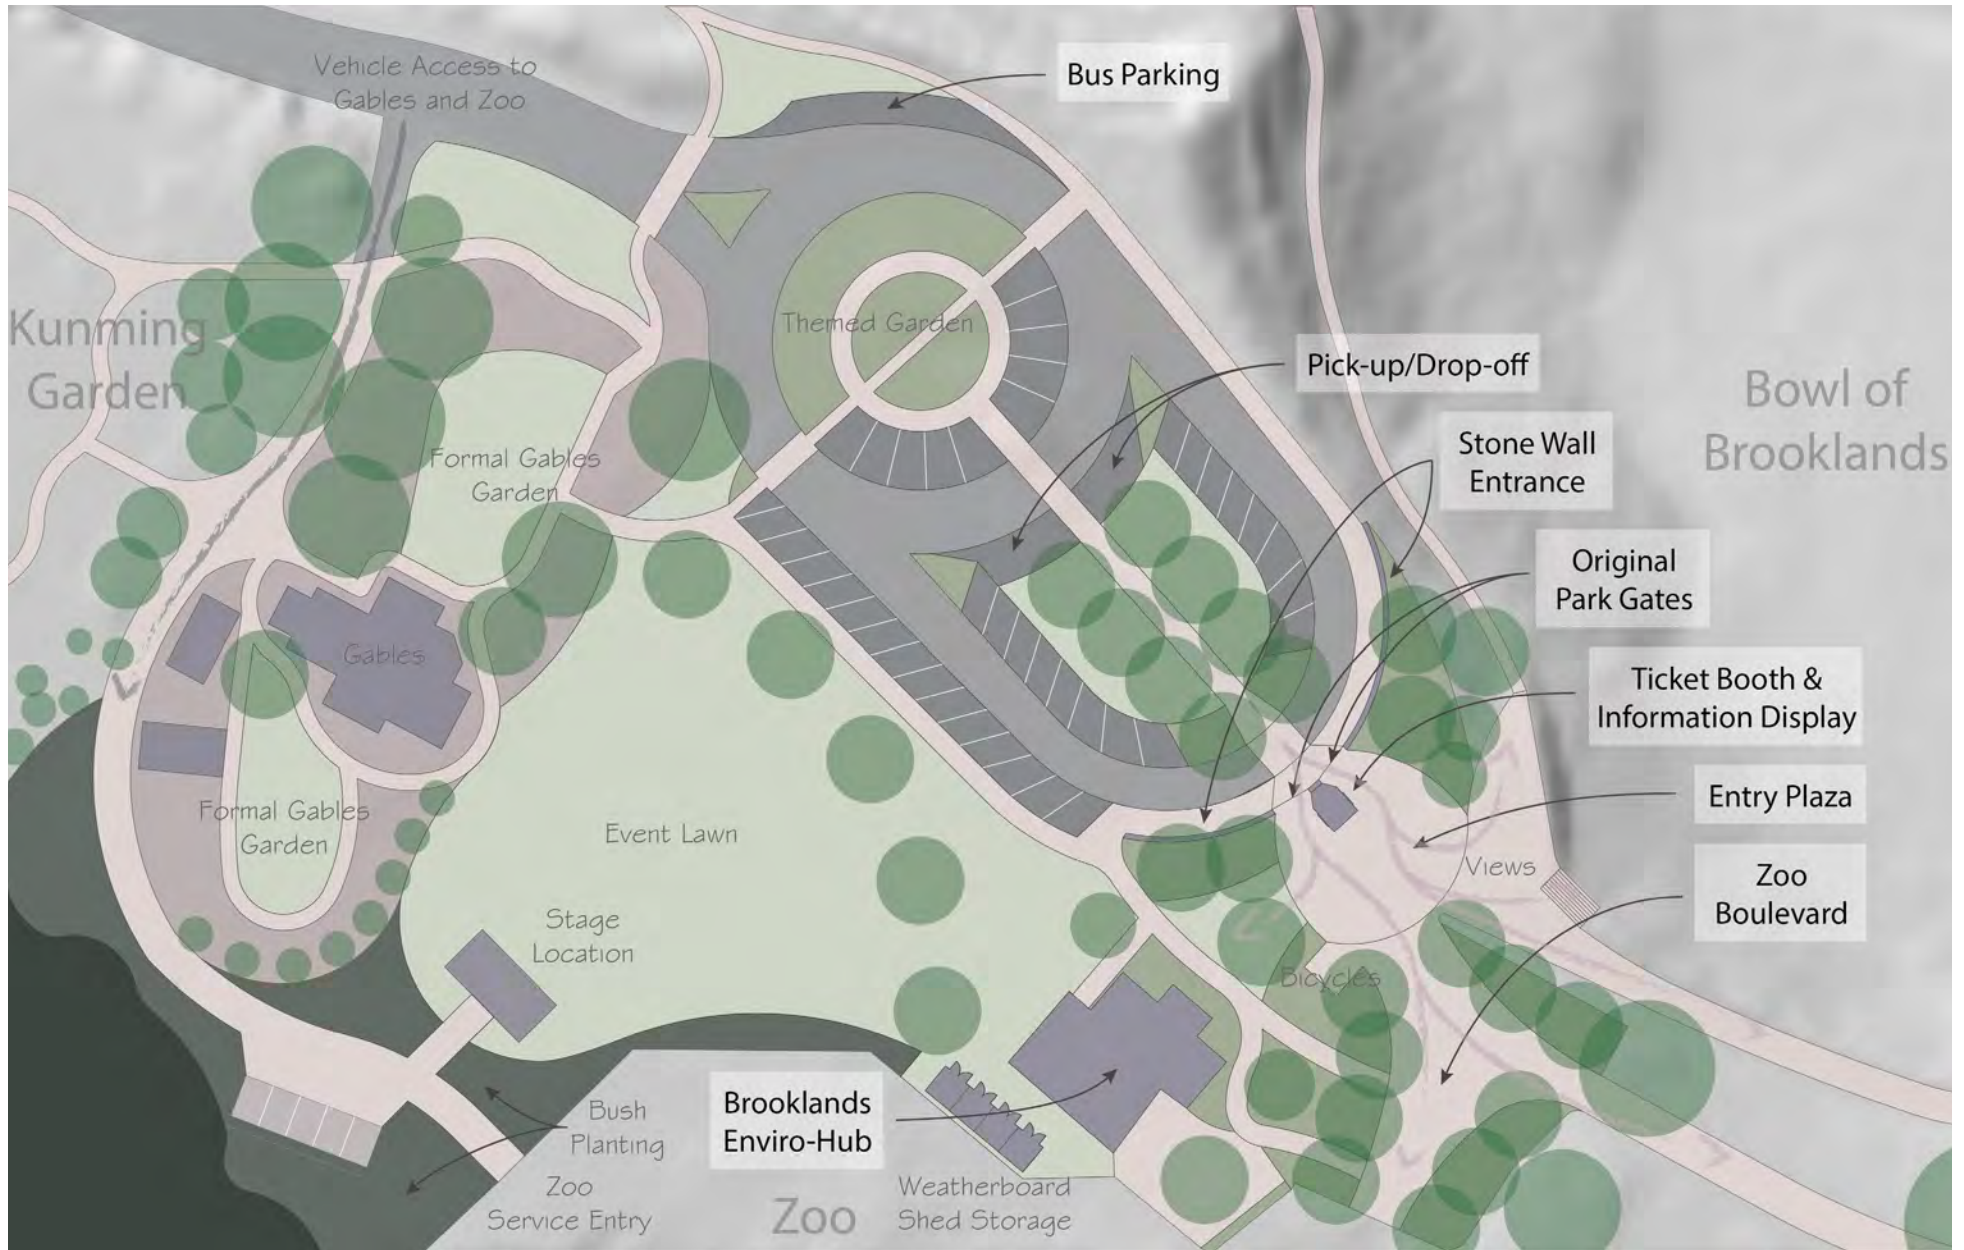 Vehicle Access to
Gables and Zoo
Bus Parking
Kunming
Garden
Themed Garden
Pick-up/Drop-off
Bowl of
Brooklands
Stone Wall
Entrance
Formal Gables
Garden
Original
Park Gates
Gables
Ticket Booth &
Information Display
Entry Plaza
Formal Gables
Garden
Event Lawn
Views
Zoo
Boulevard
Stage
Location
Bicycles
Brooklands
Enviro-Hub
Bush
Planting
Zoo
Service Entry
Zoo
Weatherboard
Shed Storage